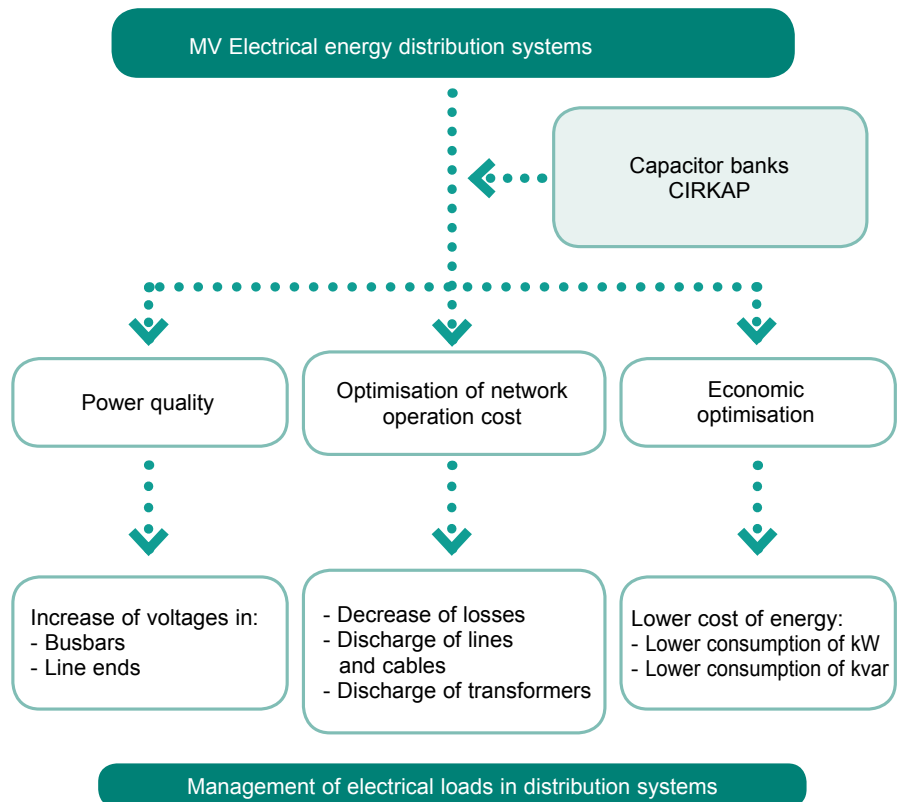 MV Electrical energy distribution systems
Capacitor banks
CIRKAP
Power quality
Optimisation of network
operation cost
Economic
optimisation
Increase of voltages in:
- Busbars
- Line ends
- Decrease of losses
- Discharge of lines
and cables
- Discharge of transformers
Lower cost of energy:
- Lower consumption of kW
- Lower consumption of kvar
Management of electrical loads in distribution systems